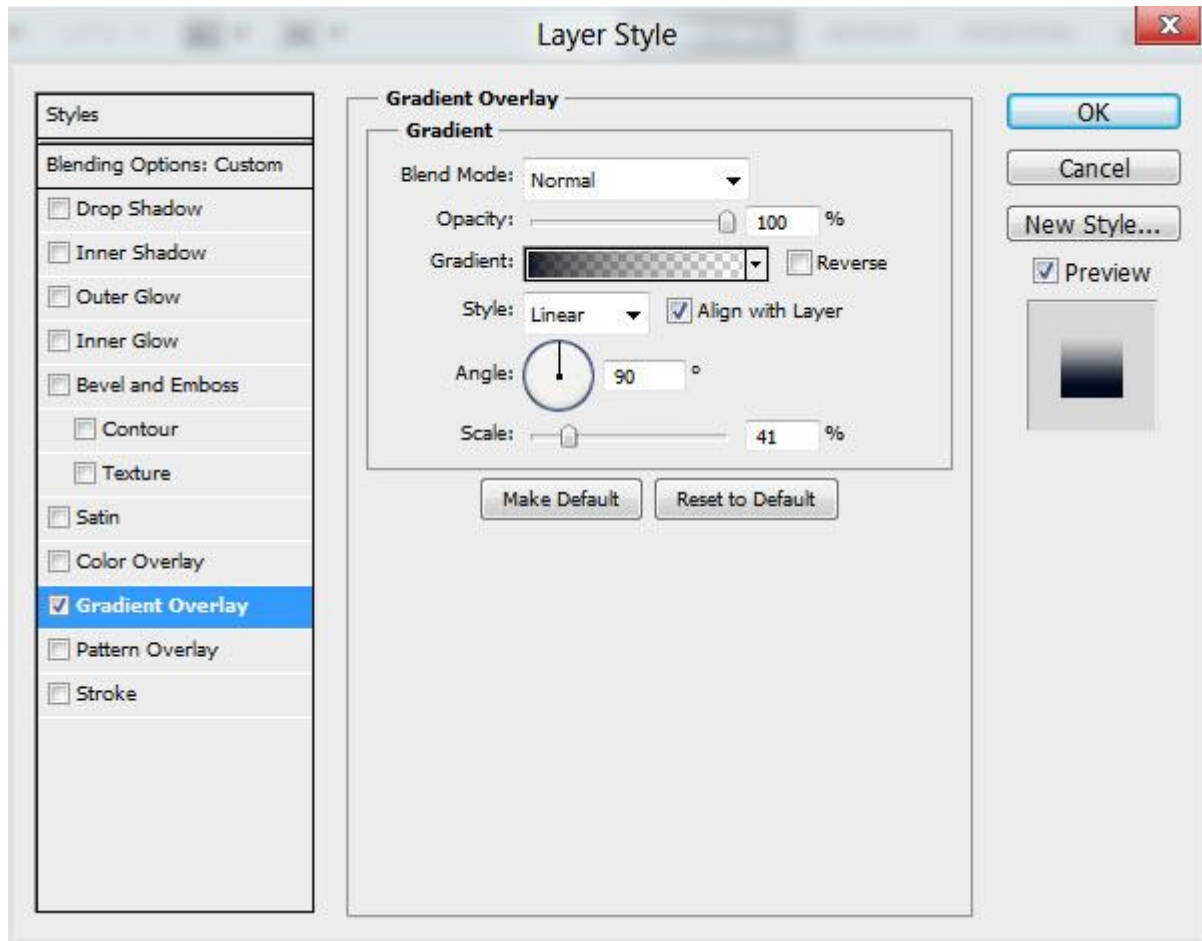 Layer Style
X
Styles
Blending Options: Custom
Drop Shadow
Inner Shadow
Outer Glow
Inner Glow
Bevel and Emboss
Contour
Texture
Satin
Color Overlay
Gradient Overlay
Pattern Overlay
Stroke
Gradient Overlay
Gradient
Blend Mode: Normal
Opacity: 100 %
Gradient: Reverse
Style: Linear Align with Layer
Angle: 90 °
Scale: 41 %
Make Default Reset to Default
OK
Cancel
New Style...
Preview